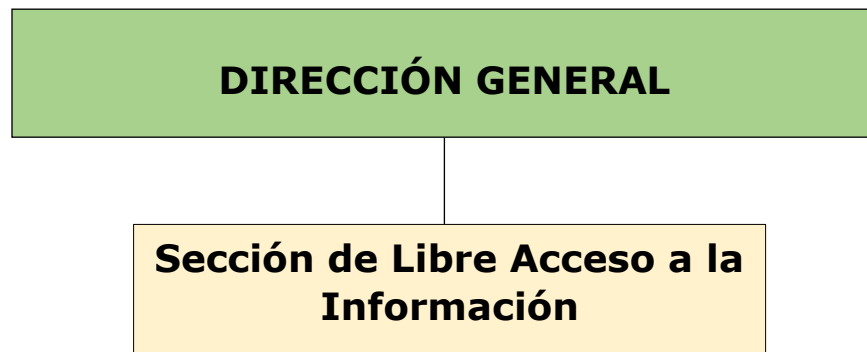 DIRECCIÓN GENERAL
Sección de Libre Acceso a la
Información